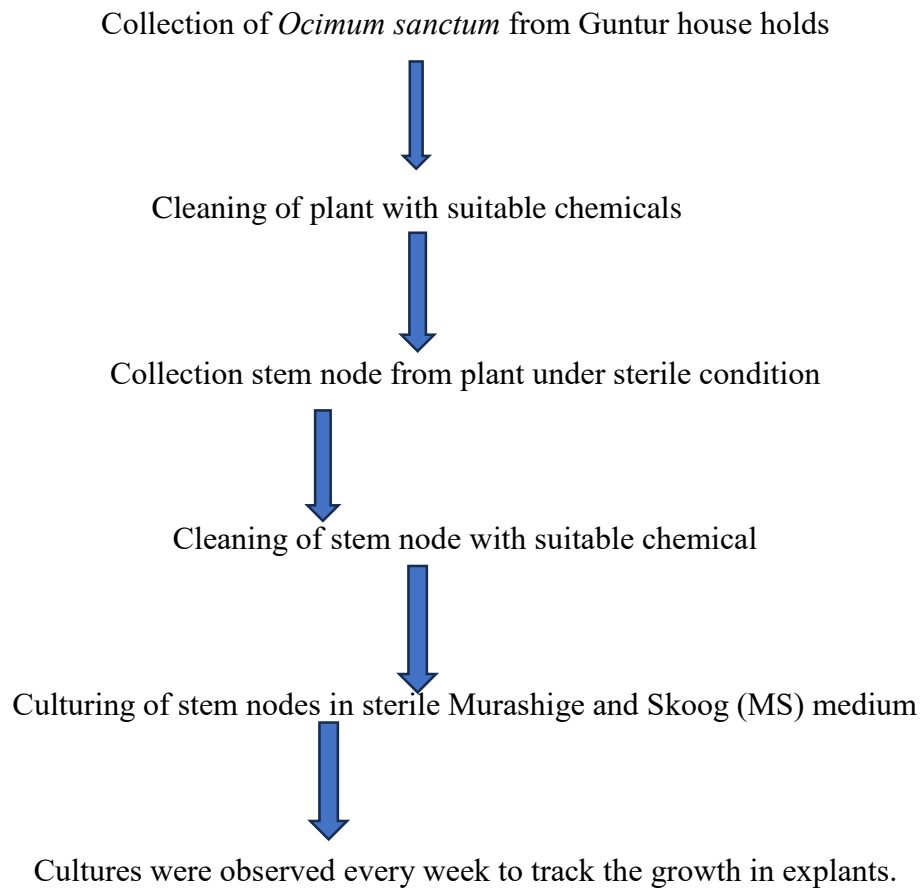 Collection of Ocimum sanctum from Guntur house holds
Cleaning of plant with suitable chemicals
Collection stem node from plant under sterile condition
Cleaning of stem node with suitable chemical
Culturing of stem nodes in sterile Murashige and Skoog (MS) medium
Cultures were observed every week to track the growth in explants.